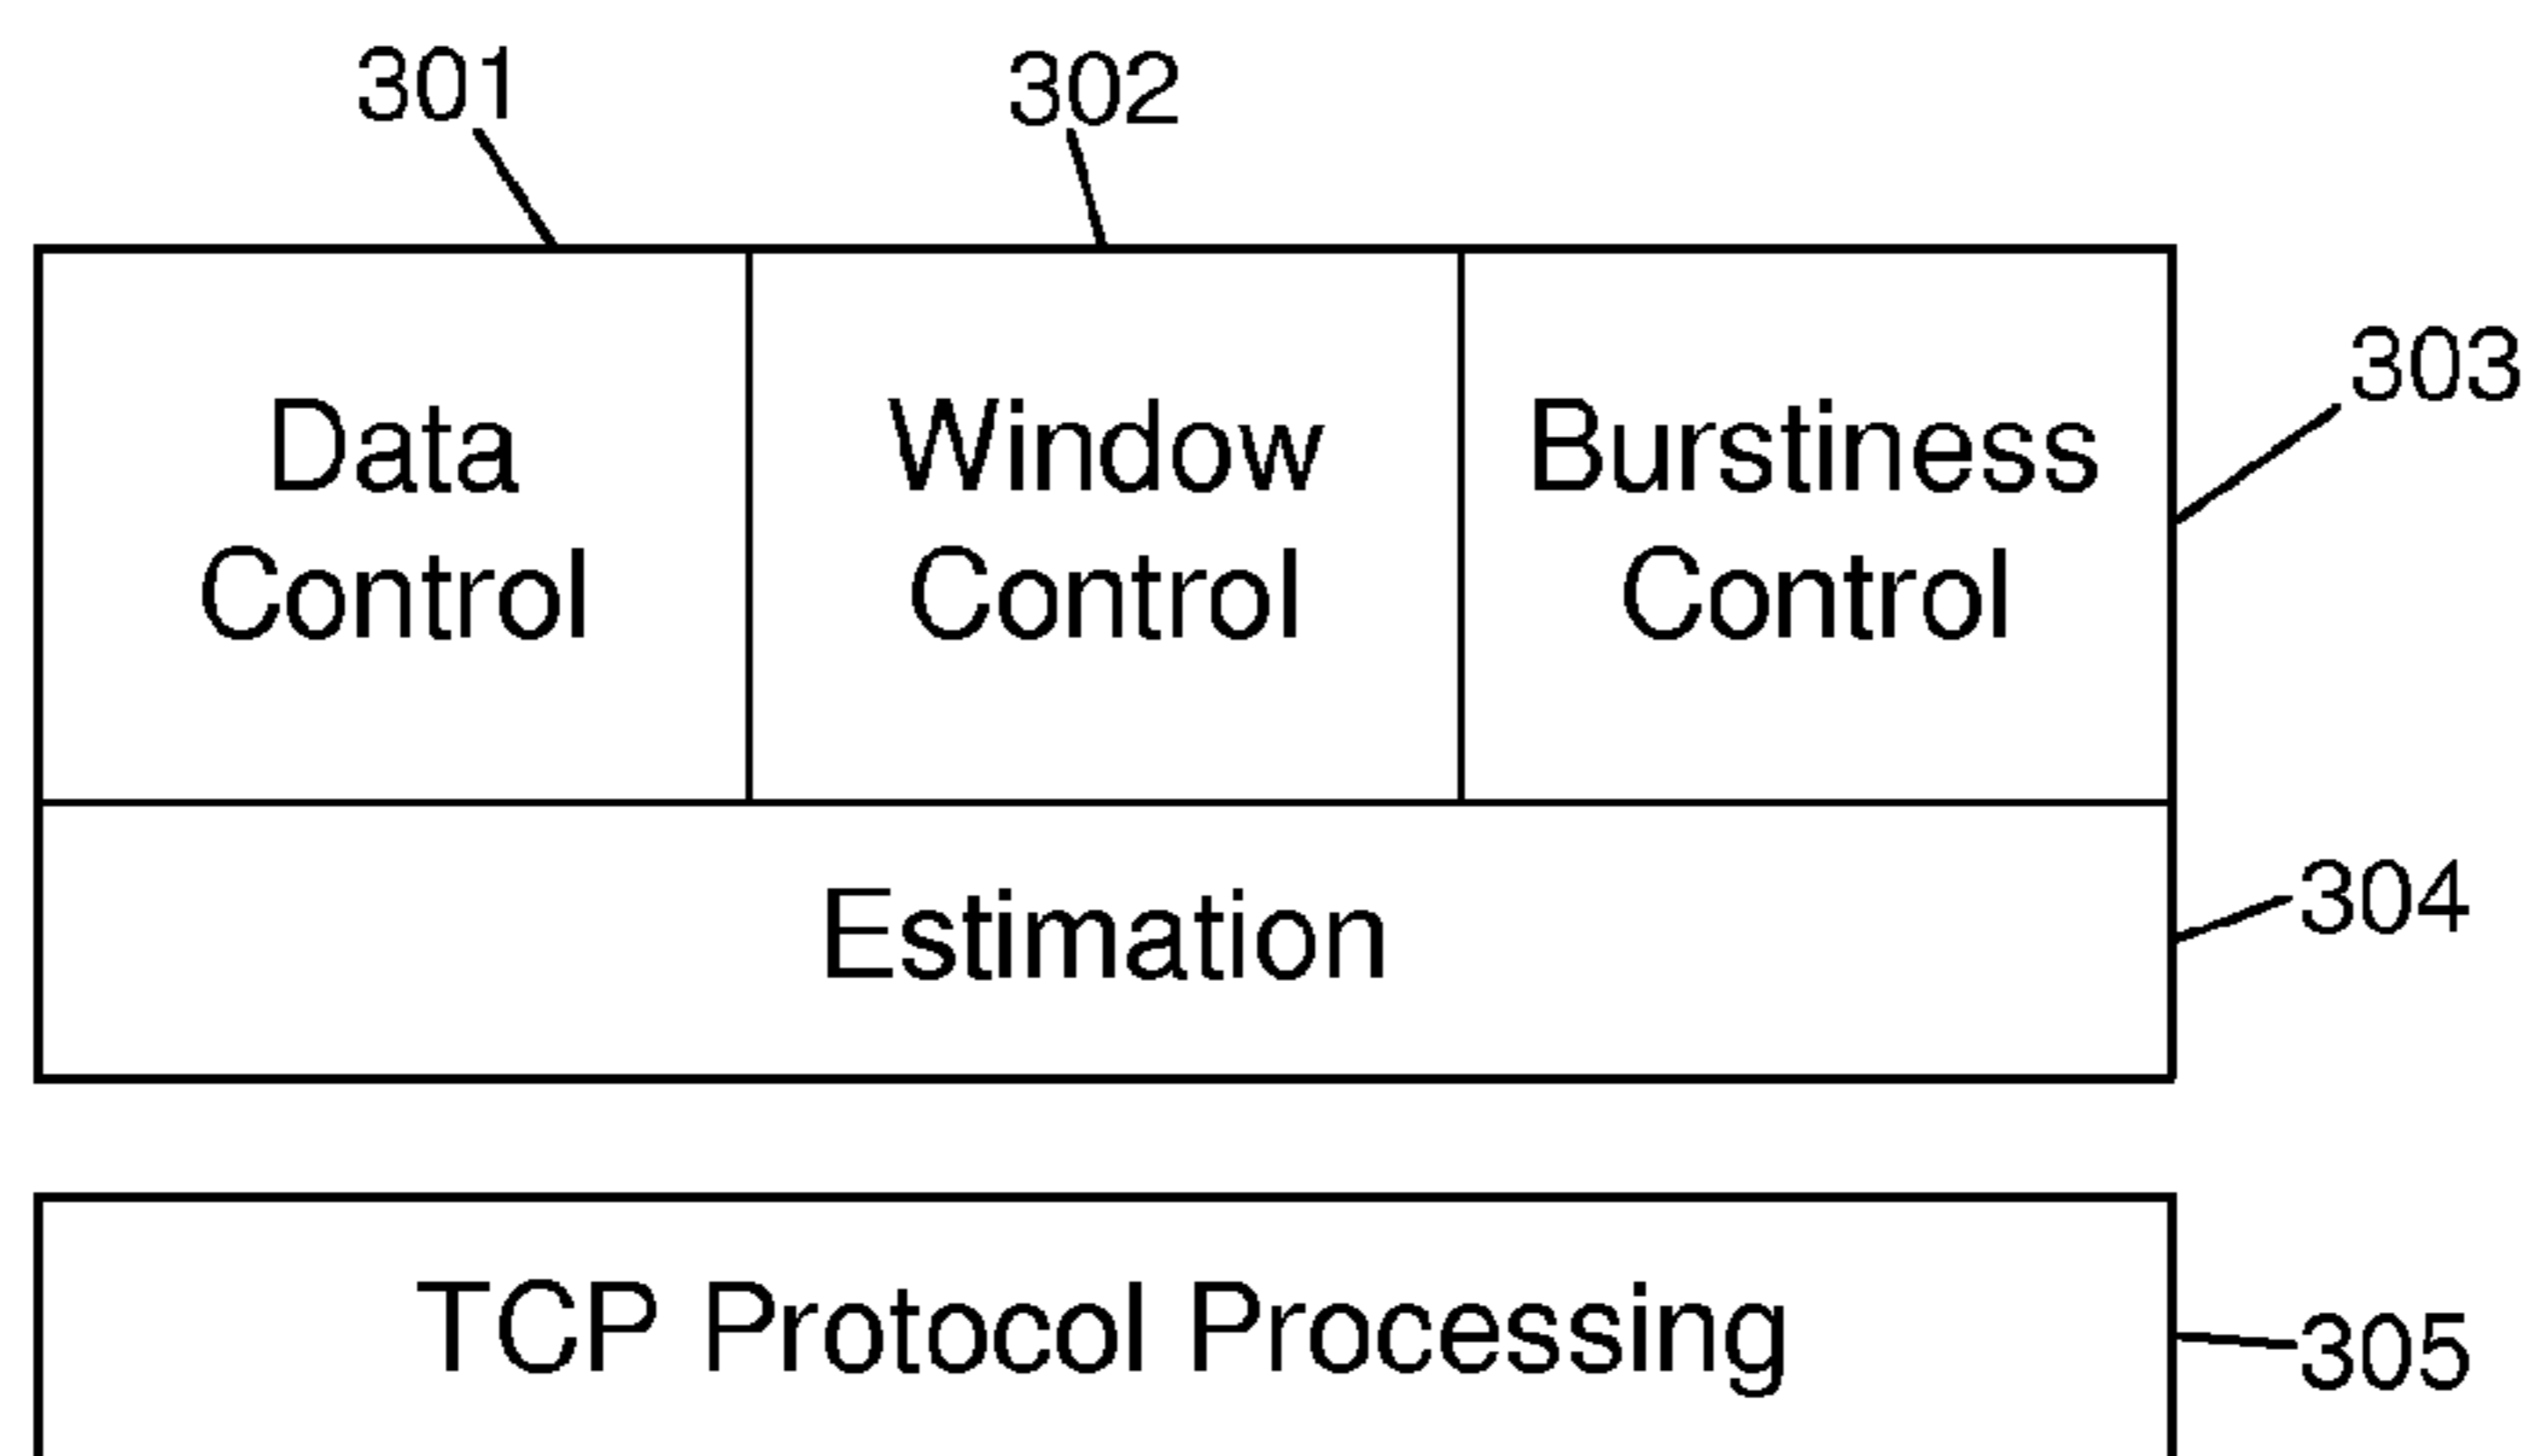 301
302
303
Data
Control
Window
Control
Burstiness
Control
304
Estimation
TCP Protocol Processing
305